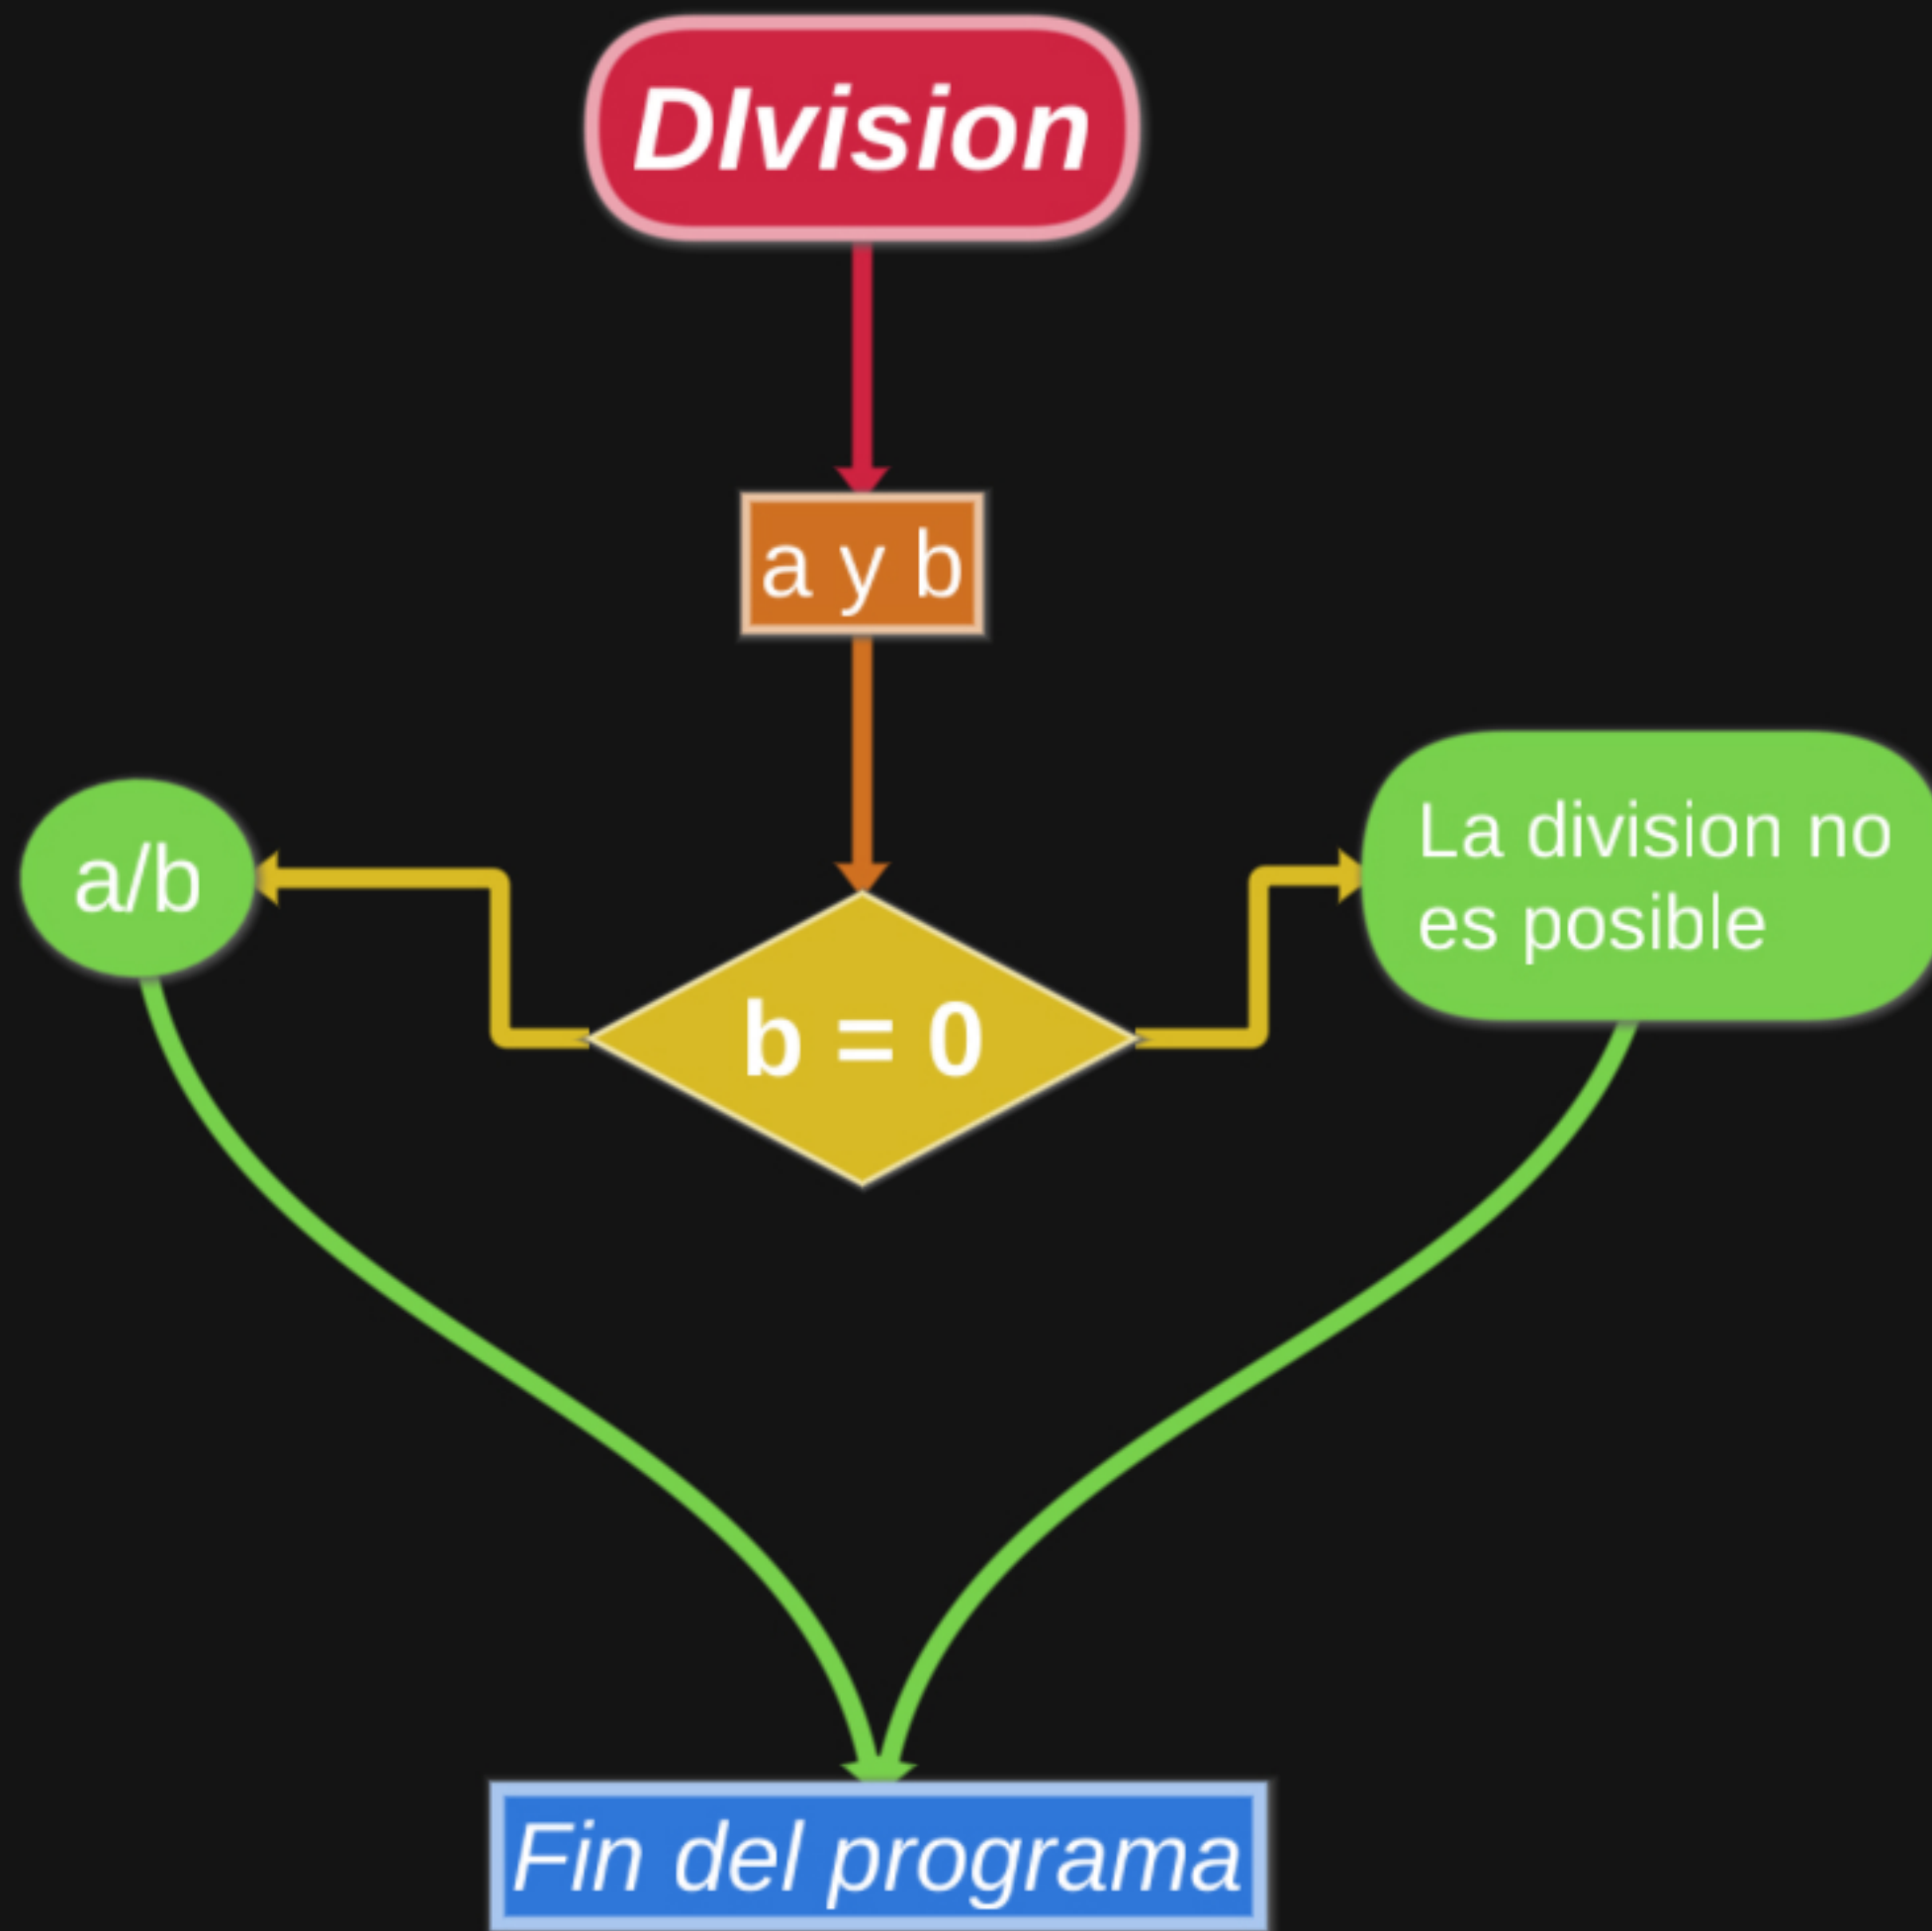 DIvision
a y b
a/b
La division no
es posible
b = 0
Fin del programa